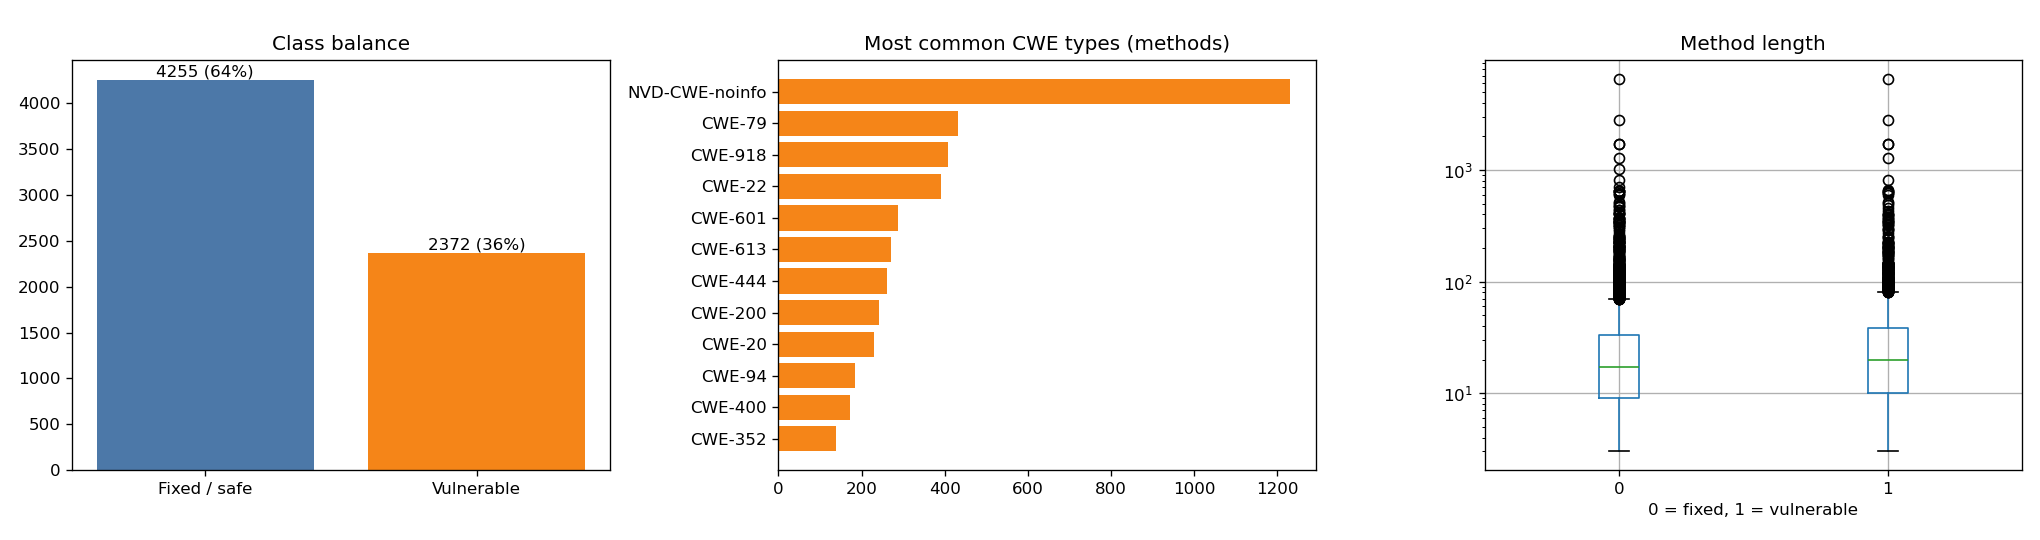 Class balance
4255 (64%)
2372 (36%)
4000
3500
3000
2500
2000
1500
1000
500
0
Fixed / safe
Vulnerable
Most common CWE types (methods)
NVD-CWE-noinfo
CWE-79
CWE-918
CWE-22
CWE-601
CWE-613
CWE-444
CWE-200
CWE-20
CWE-94
CWE-400
CWE-352
0 200 400 600 800 1000 1200
Method length
10³
10²
10¹
0 1
0 = fixed, 1 = vulnerable